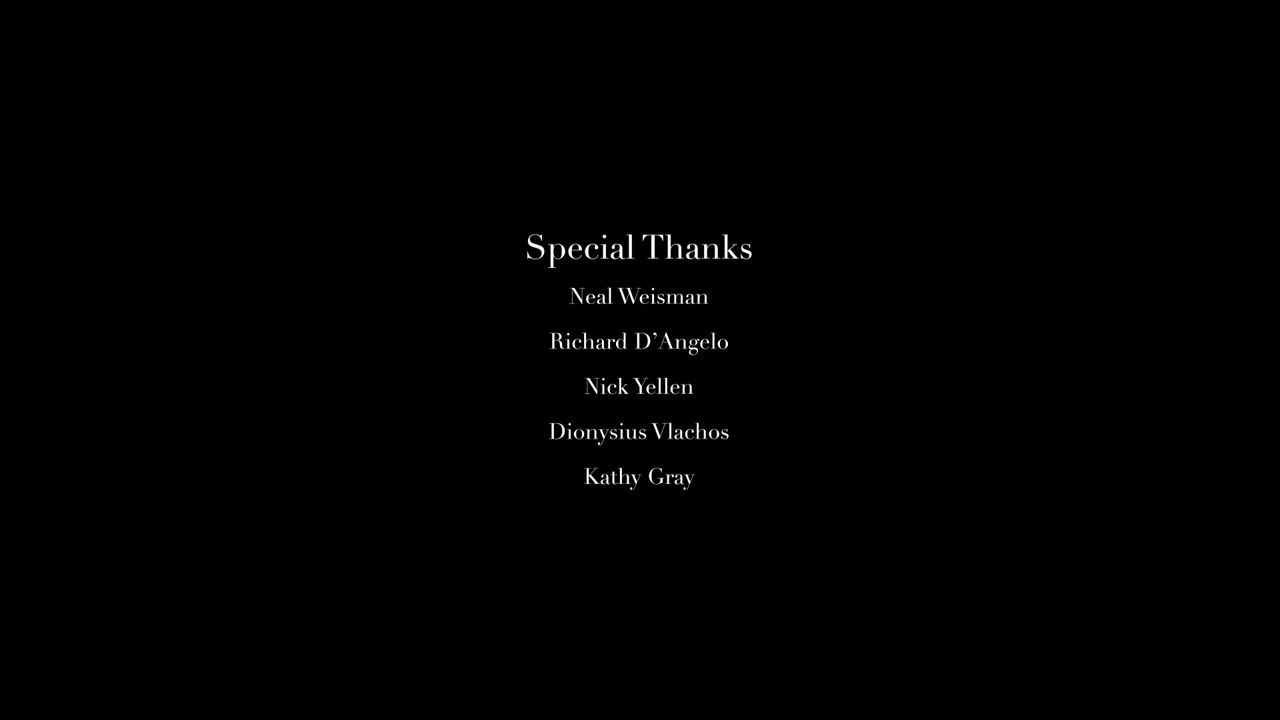 Special Thanks
Neal Weisman
Richard D’Angelo
Nick Yellen
Dionysius Vlachos
Kathy Gray